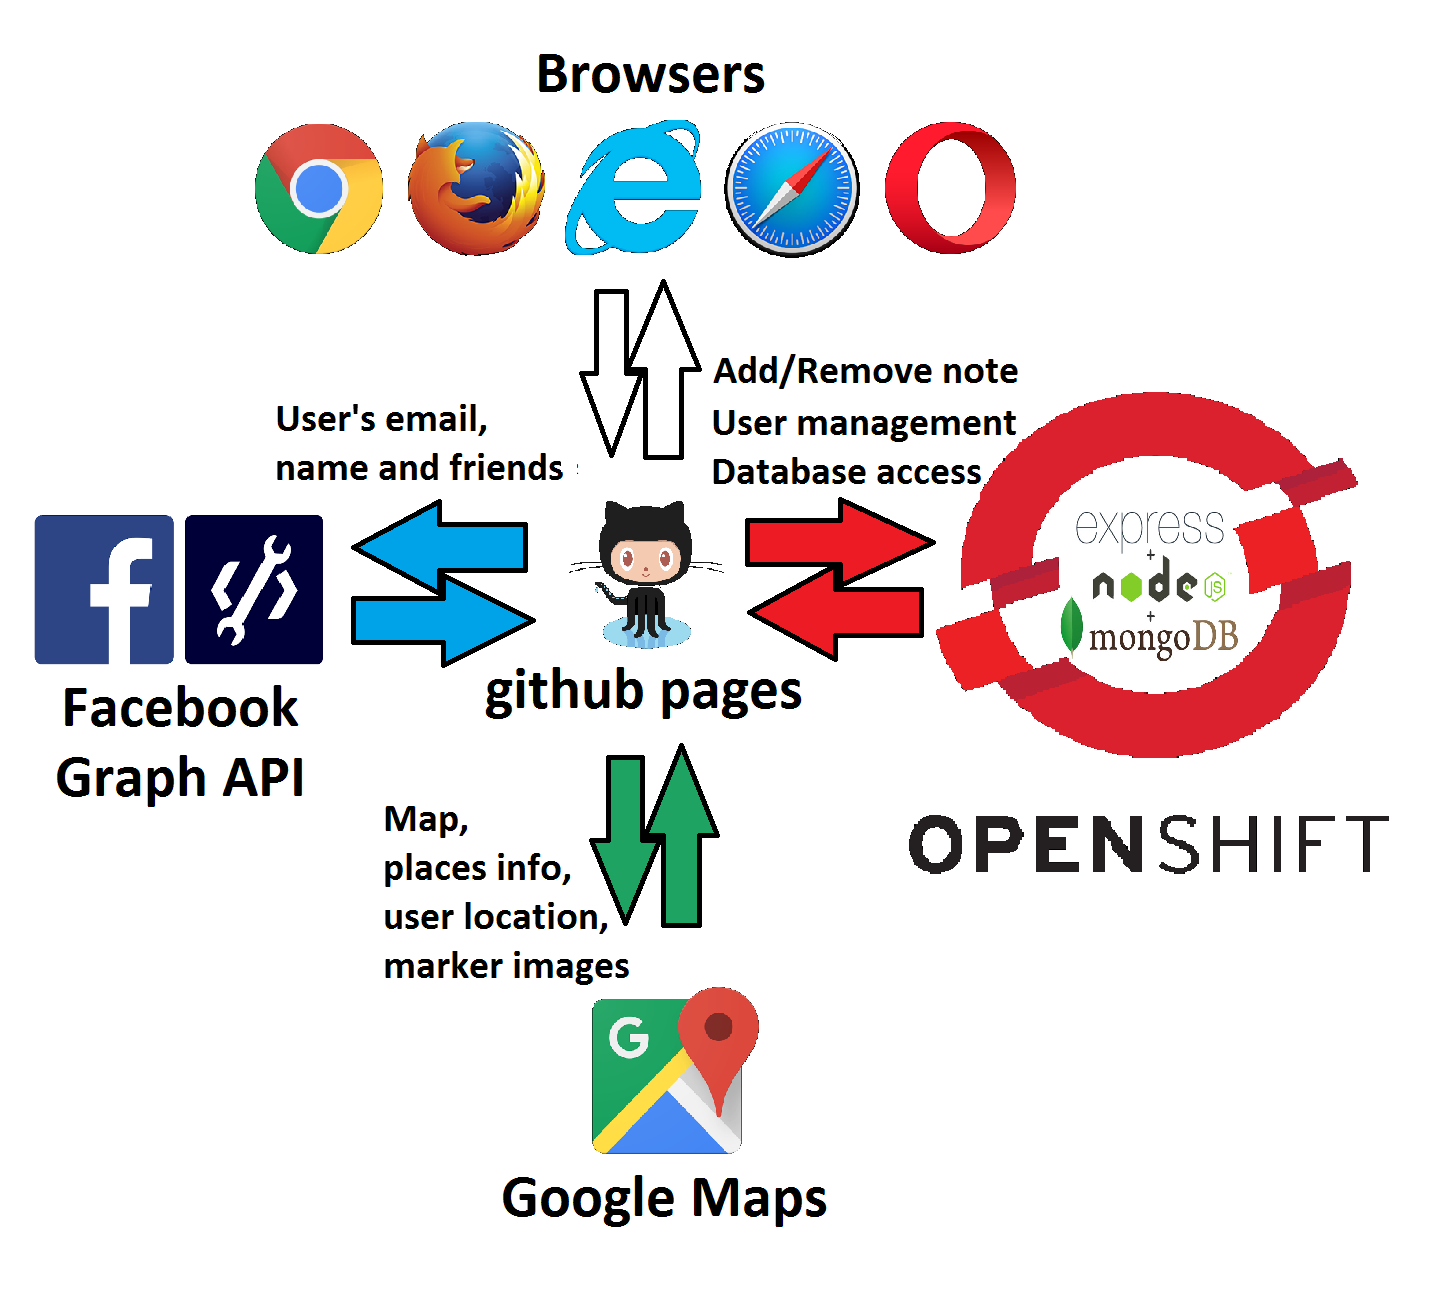 Browsers
Add/Remove note
User management
Database access
User's email,
name and friends
express
+
node
JS
+
mongoDB
github pages
Facebook
Graph API
OPENSHIFT
Map,
places info,
user location,
marker images
G
Google Maps